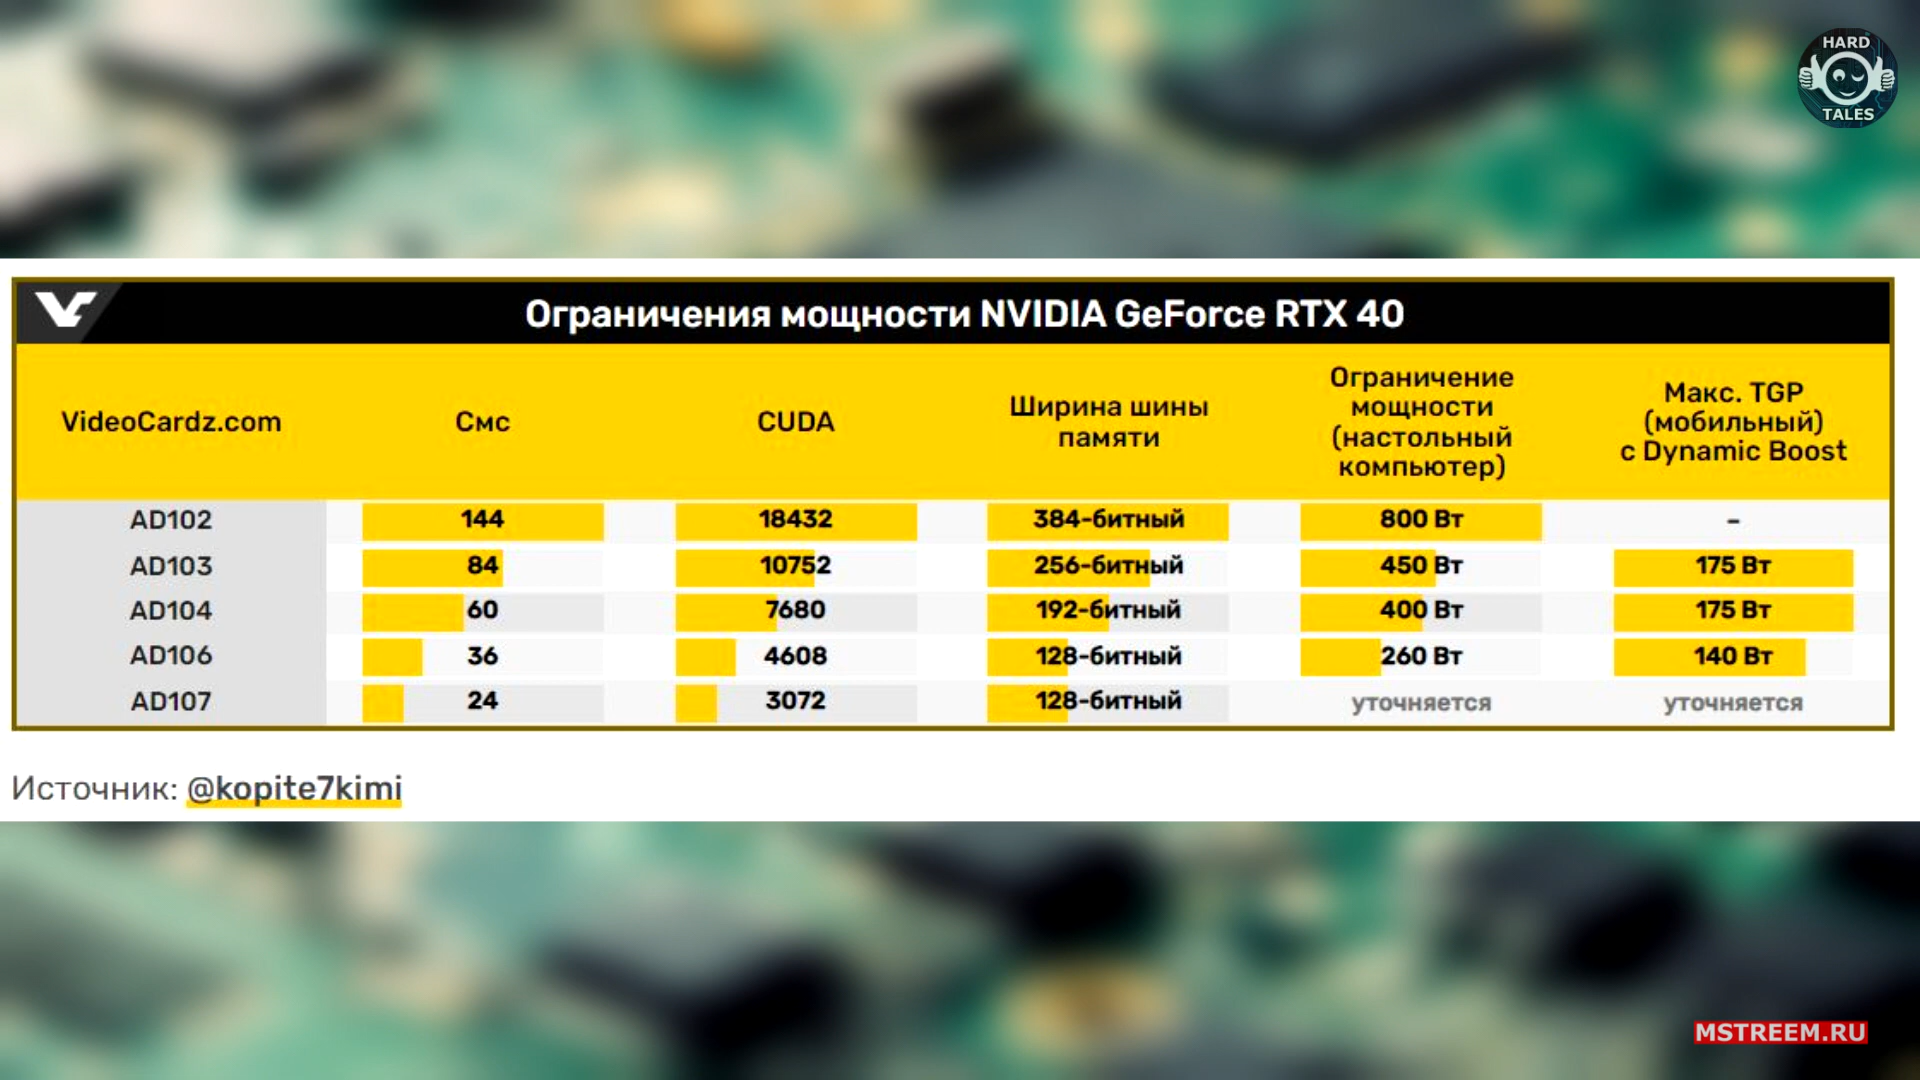 HARD
TALES
Ограничения мощности NVIDIA GeForce RTX 40
VideoCardz.com
Смс
CUDA
Ширина шины
памяти
Ограничение
мощности
(настольный
компьютер)
Макс. TGP
(мобильный)
с Dynamic Boost
AD102 144 18432 384-битный 800 Вт –
AD103 84 10752 256-битный 450 Вт 175 Вт
AD104 60 7680 192-битный 400 Вт 175 Вт
AD106 36 4608 128-битный 260 Вт 140 Вт
AD107 24 3072 128-битный уточняется уточняется
Источник: @kopite7kimi
MSTREEM.RU